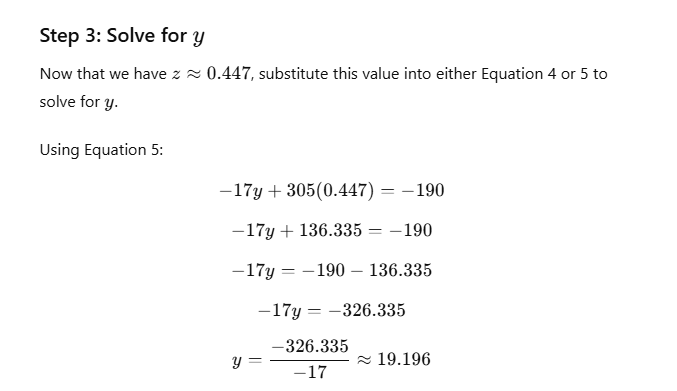 Step 3: Solve for y
Now that we have z ≈ 0.447, substitute this value into either Equation 4 or 5 to
solve for y.
Using Equation 5:
−17y + 305(0.447) = −190
−17y + 136.335 = −190
−17y = −190 − 136.335
−17y = −326.335
y = −326.335 / −17 ≈ 19.196